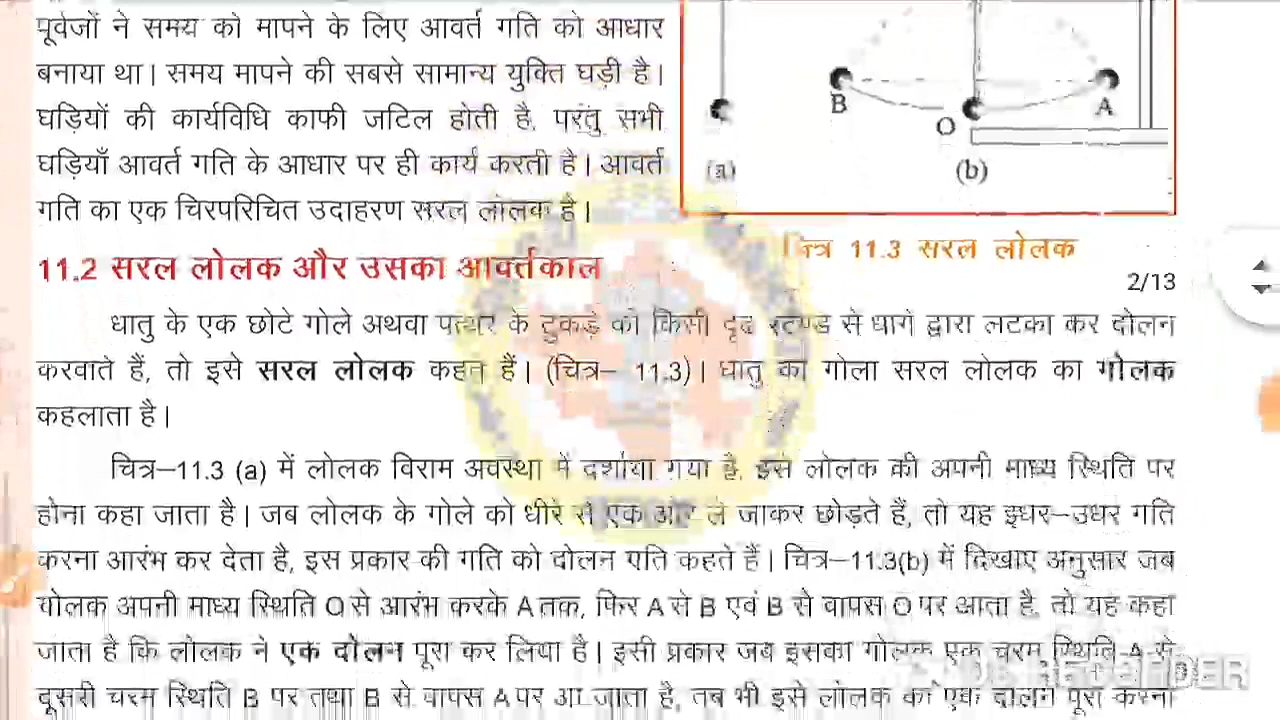 पूर्वजों ने समय को मापने के लिए आवर्त गति को आधार
बनाया था। समय मापने की सबसे सामान्य युक्ति घड़ी है।
घड़ियों की कार्यविधि काफी जटिल होती है, परंतु सभी
घड़ियाँ आवर्त गति के आधार पर ही कार्य करती है। आवर्त
गति का एक चिरपरिचित उदाहरण सरल लोलक है।
B
O
A
(a)
(b)
चित्र 11.3 सरल लोलक
11.2 सरल लोलक और उसका आवर्तकाल
2/13
धातु के एक छोटे गोले अथवा पत्थर के टुकड़े को किसी दृढ़ स्टैण्ड से धागे द्वारा लटका कर दोलन
करवाते हैं, तो इसे सरल लोलक कहते हैं। (चित्र– 11.3)। धातु का गोला सरल लोलक का गोलक
कहलाता है।
चित्र–11.3 (a) में लोलक विराम अवस्था में दर्शाया गया है, इसे लोलक की अपनी माध्य स्थिति पर
होना कहा जाता है। जब लोलक के गोले को धीरे से एक ओर ले जाकर छोड़ते हैं, तो यह इधर–उधर गति
करना आरंभ कर देता है, इस प्रकार की गति को दोलन गति कहते हैं। चित्र–11.3(b) में दिखाए अनुसार जब
गोलक अपनी माध्य स्थिति O से आरंभ करके A तक, फिर A से B एवं B से वापस O पर आता है, तो यह कहा
जाता है कि लोलक ने एक दोलन पूरा कर लिया है। इसी प्रकार जब इसका गोलक एक चरम स्थिति A से
दूसरी चरम स्थिति B पर तथा B से वापस A पर आ जाता है, तब भी इसे लोलक का एक दोलन पूरा करना
RECORDER